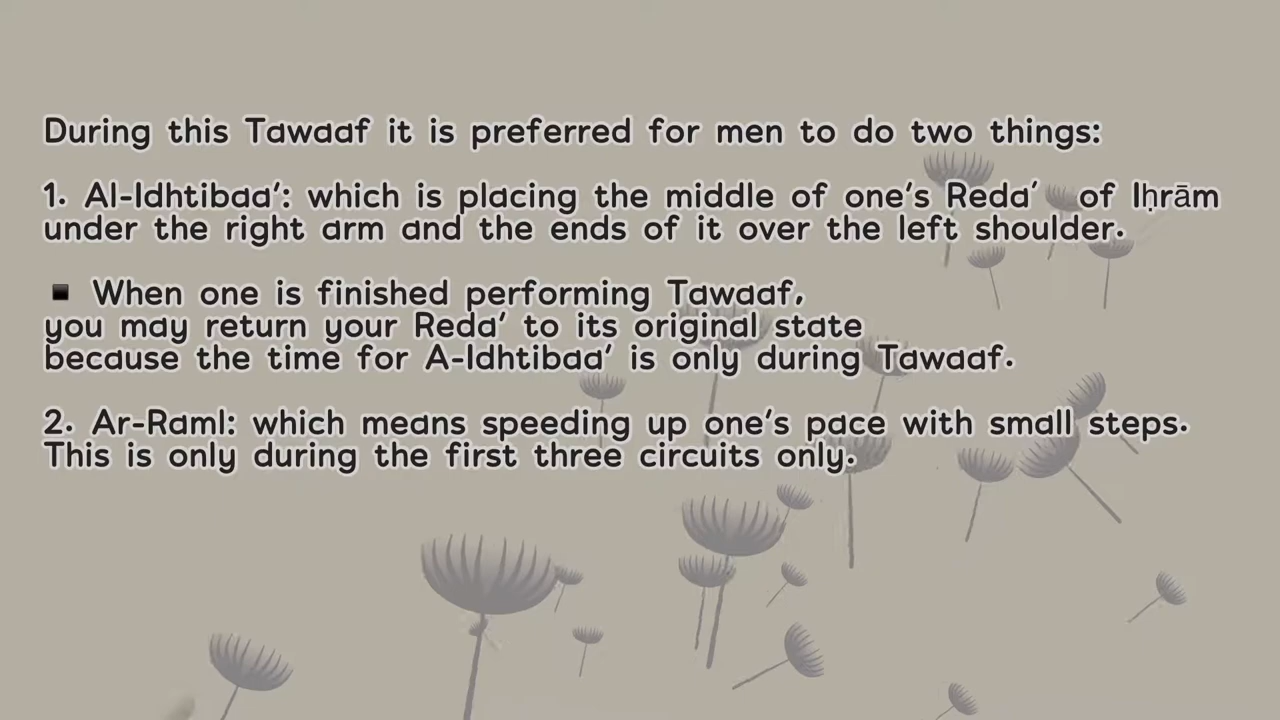 During this Tawaaf it is preferred for men to do two things:
1. Al-Idhtibaa': which is placing the middle of one's Reda' of Iḥrām
under the right arm and the ends of it over the left shoulder.
▪ When one is finished performing Tawaaf,
you may return your Reda' to its original state
because the time for A-Idhtibaa' is only during Tawaaf.
2. Ar-Raml: which means speeding up one's pace with small steps.
This is only during the first three circuits only.